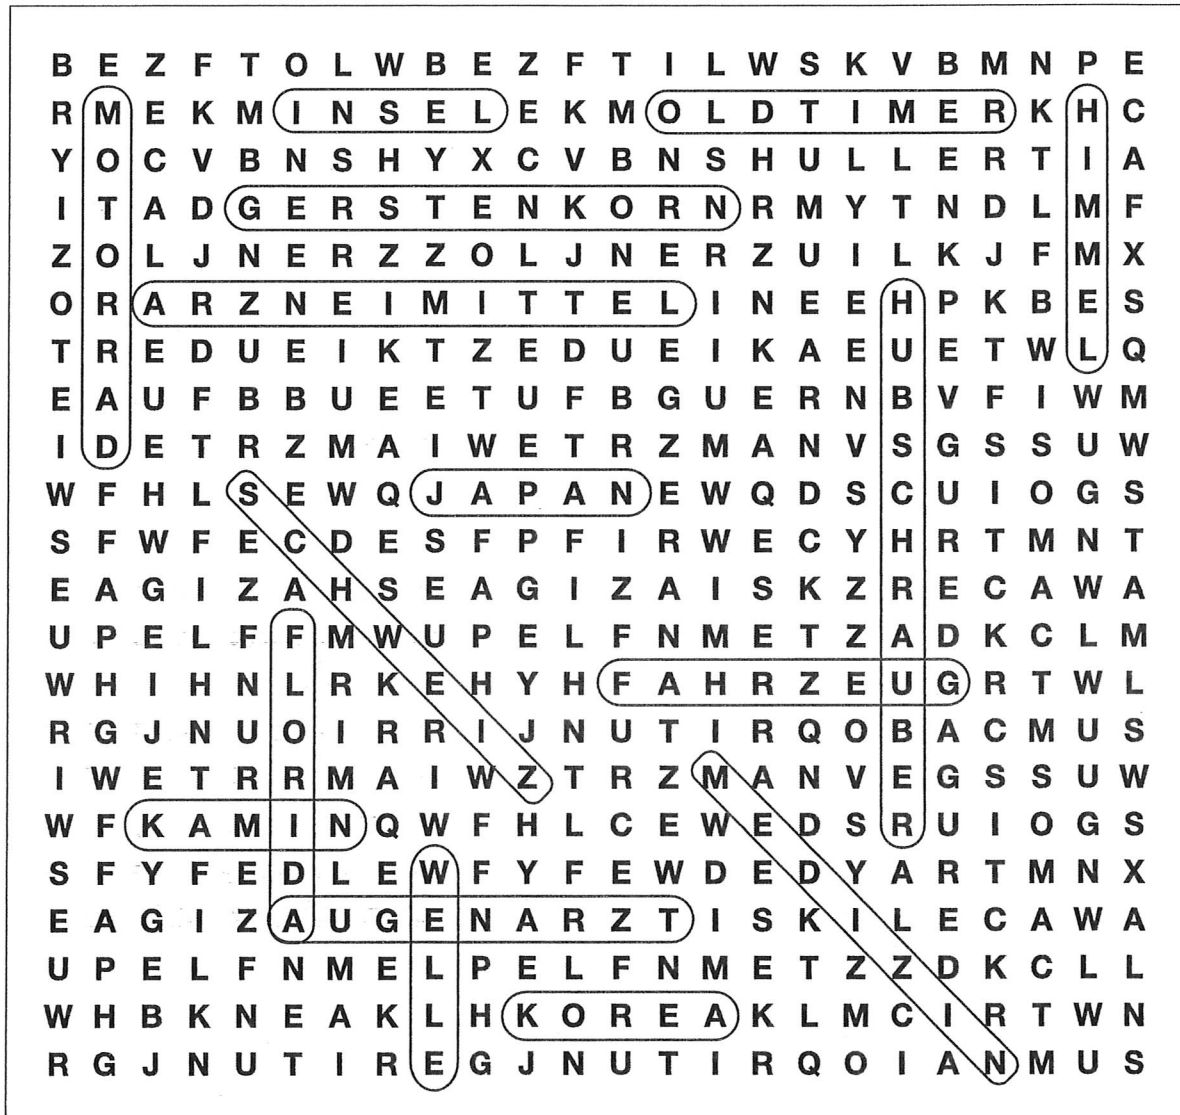 B E Z F T O L W B E Z F T I L W S K V B M N P E
R M E K M I N S E L E K M O L D T I M E R K H C
Y O C V B N S H Y X C V B N S H U L L E R T I A
I T A D G E R S T E N K O R N R M Y T N D L M F
Z O L J N E R Z Z O L J N E R Z U I L K J F M X
O R A R Z N E I M I T T E L I N E E H P K B E S
T R E D U E I K T Z E D U E I K A E U E T W L Q
E A U F B B U E E T U F B G U E R N B V F I W M
I D E T R Z M A I W E T R Z M A N V S G S S U W
W F H L S E W Q J A P A N E W Q D S C U I O G S
S F W F E C D E S F P F I R W E C Y H R T M N T
E A G I Z A H S E A G I Z A I S K Z R E C A W A
U P E L F F M W U P E L F N M E T Z A D K C L M
W H I H N L R K E H Y H F A H R Z E U G R T W L
R G J N U O I R R I J N U T I R Q O B A C M U S
I W E T R R M A I W Z T R Z M A N V E G S S U W
W F K A M I N Q W F H L C E W E D S R U I O G S
S F Y F E D L E W F Y F E W D E D Y A R T M N X
E A G I Z A U G E N A R Z T I S K I L E C A W A
U P E L F N M E L P E L F N M E T Z Z D K C L L
W H B K N E A K L H K O R E A K L M C I R T W N
R G J N U T I R E G J N U T I R Q O I A N M U S